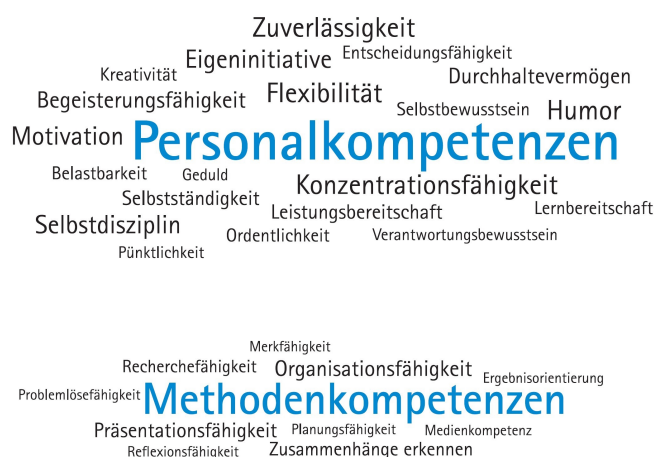 Zuverlässigkeit
Eigeninitiative Entscheidungsfähigkeit
Kreativität Durchhaltevermögen
Begeisterungsfähigkeit Flexibilität Selbstbewusstsein Humor
Motivation Personalkompetenzen
Belastbarkeit Geduld Konzentrationsfähigkeit
Selbstständigkeit Leistungsbereitschaft Lernbereitschaft
Selbstdisziplin Ordentlichkeit Verantwortungsbewusstsein
Pünktlichkeit
Merkfähigkeit
Recherchefähigkeit Organisationsfähigkeit Ergebnisorientierung
Problemlösefähigkeit Methodenkompetenzen
Präsentationsfähigkeit Planungsfähigkeit Medienkompetenz
Reflexionsfähigkeit Zusammenhänge erkennen